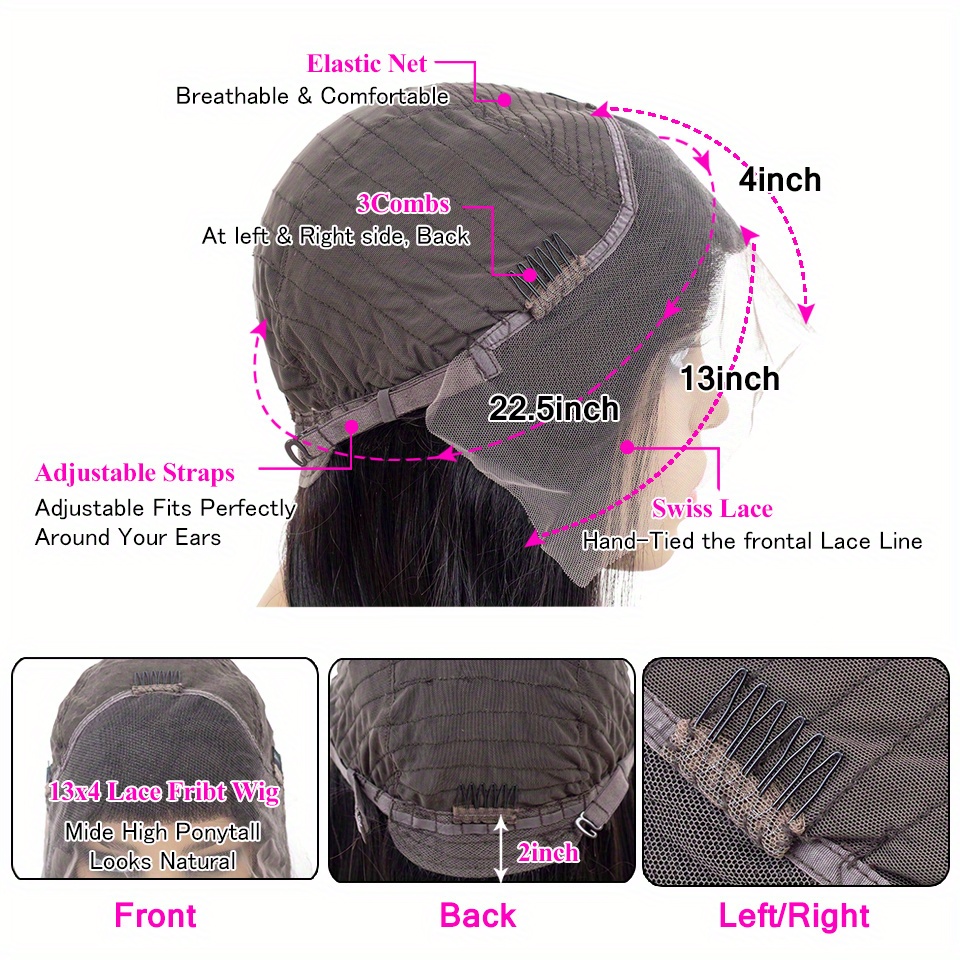 Elastic Net
Breathable & Comfortable
4inch
3Combs
At left & Right side, Back
13inch
22.5inch
Adjustable Straps
Adjustable Fits Perfectly
Around Your Ears
Swiss Lace
Hand-Tied the frontal Lace Line
13x4 Lace Fribt Wig
Mide High Ponytall
Looks Natural
2inch
Front
Back
Left/Right